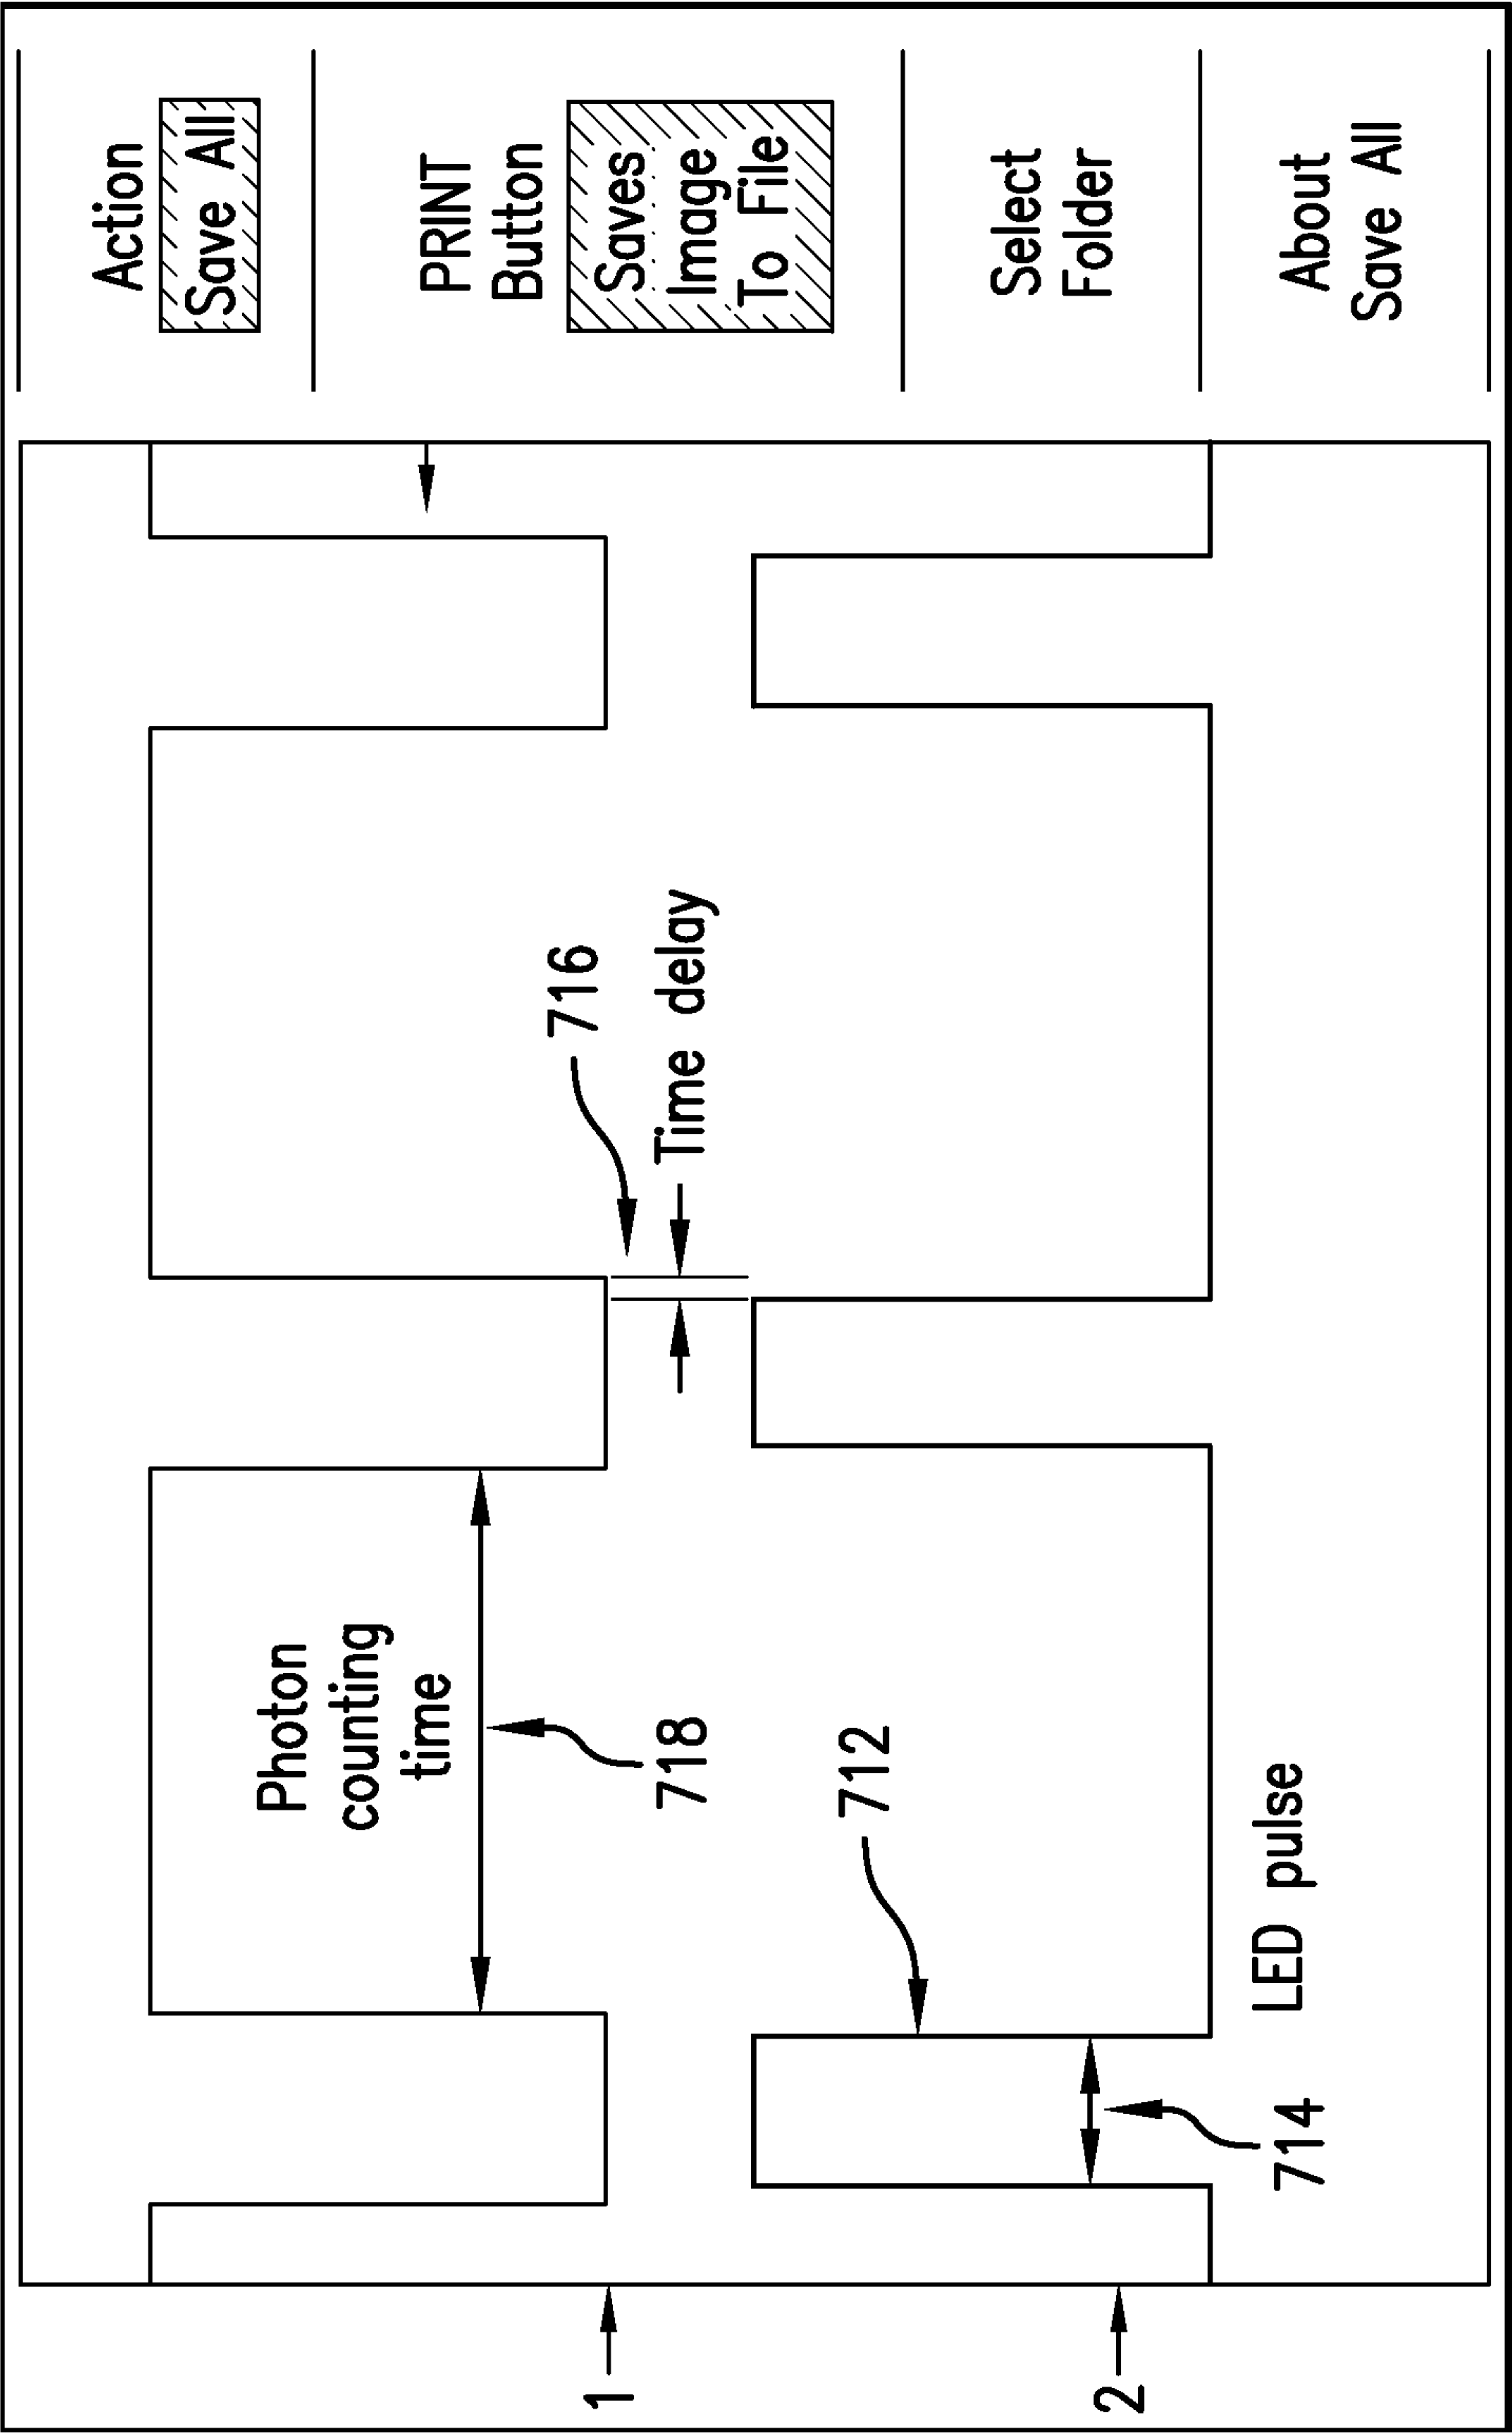 Action
Save All
PRINT
Button
Saves
Image
To File
Select
Folder
About
Save All
Photon
counting
time
718
716
Time delay
712
LED pulse
714
1
2